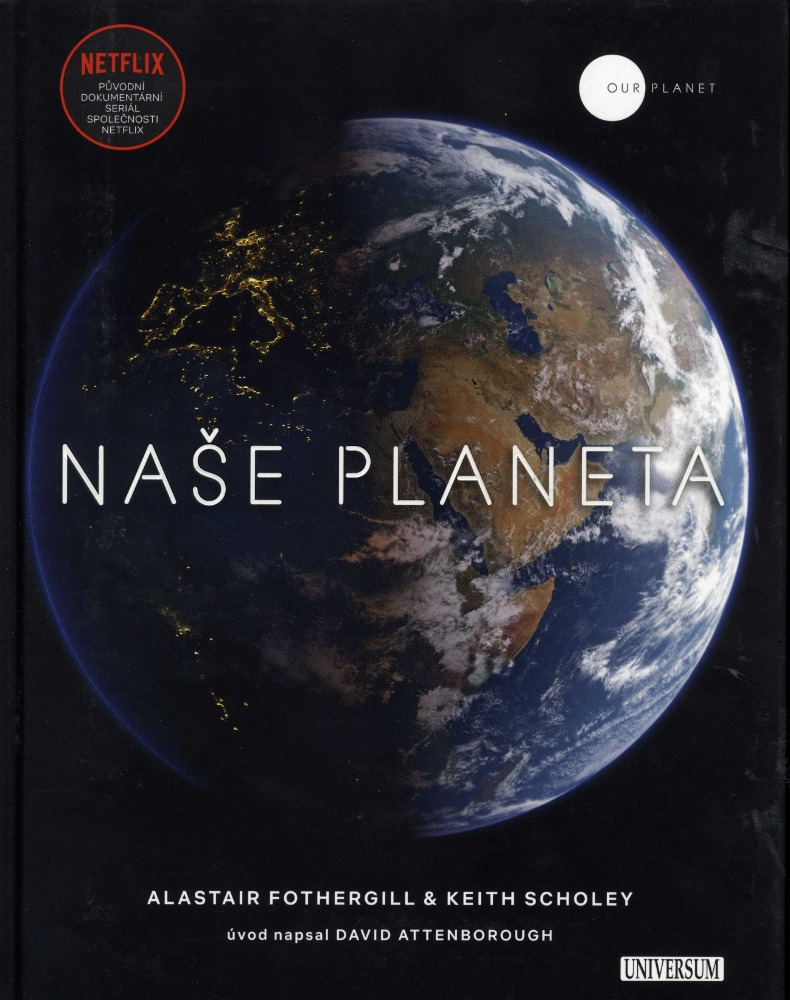 NETFLIX
PŮVODNÍ
DOKUMENTÁRNÍ
SERIÁL
SPOLEČNOSTI
NETFLIX
OUR PLANET
NAŠE PLANETA
ALASTAIR FOTHERGILL & KEITH SCHOLEY
úvod napsal DAVID ATTENBOROUGH
UNIVERSUM